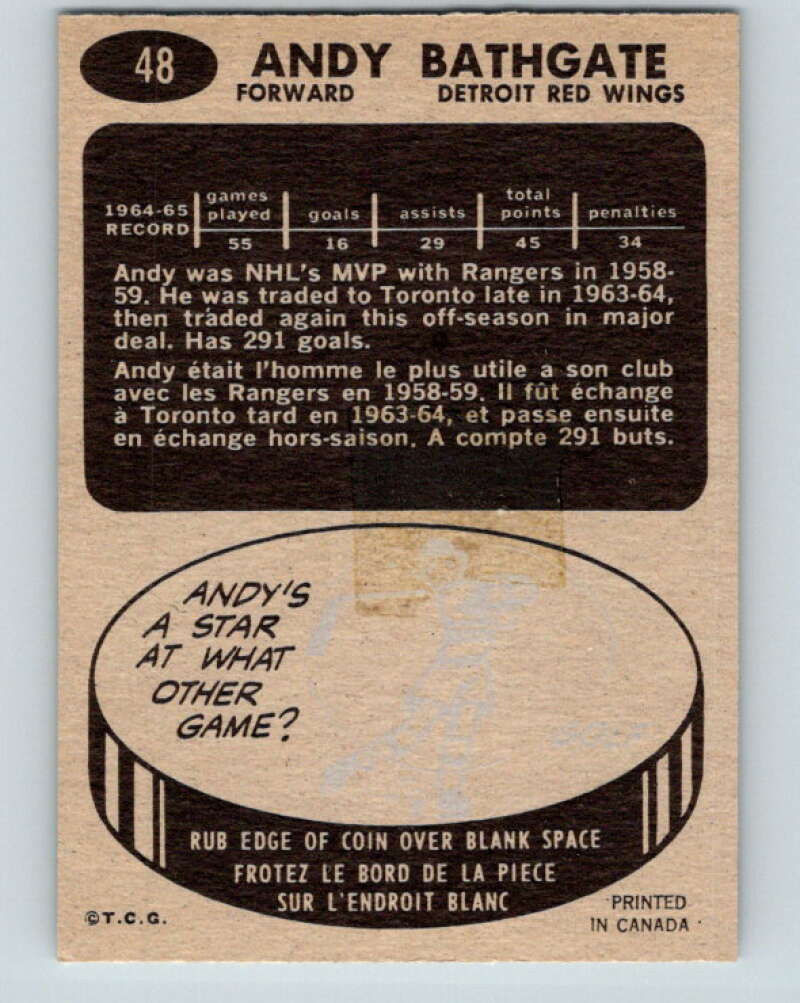 48 ANDY BATHGATE
FORWARD DETROIT RED WINGS
1964-65 RECORD games played goals assists total points penalties
55 16 29 45 34
Andy was NHL's MVP with Rangers in 1958-
59. He was traded to Toronto late in 1963-64,
then traded again this off-season in major
deal. Has 291 goals.
Andy était l'homme le plus utile a son club
avec les Rangers en 1958-59. Il fût échange
à Toronto tard en 1963-64, et passe ensuite
en échange hors-saison. A compte 291 buts.
ANDY'S
A STAR
AT WHAT
OTHER
GAME?
RUB EDGE OF COIN OVER BLANK SPACE
FROTEZ LE BORD DE LA PIECE
SUR L'ENDROIT BLANC
©T.C.G.
PRINTED
IN CANADA